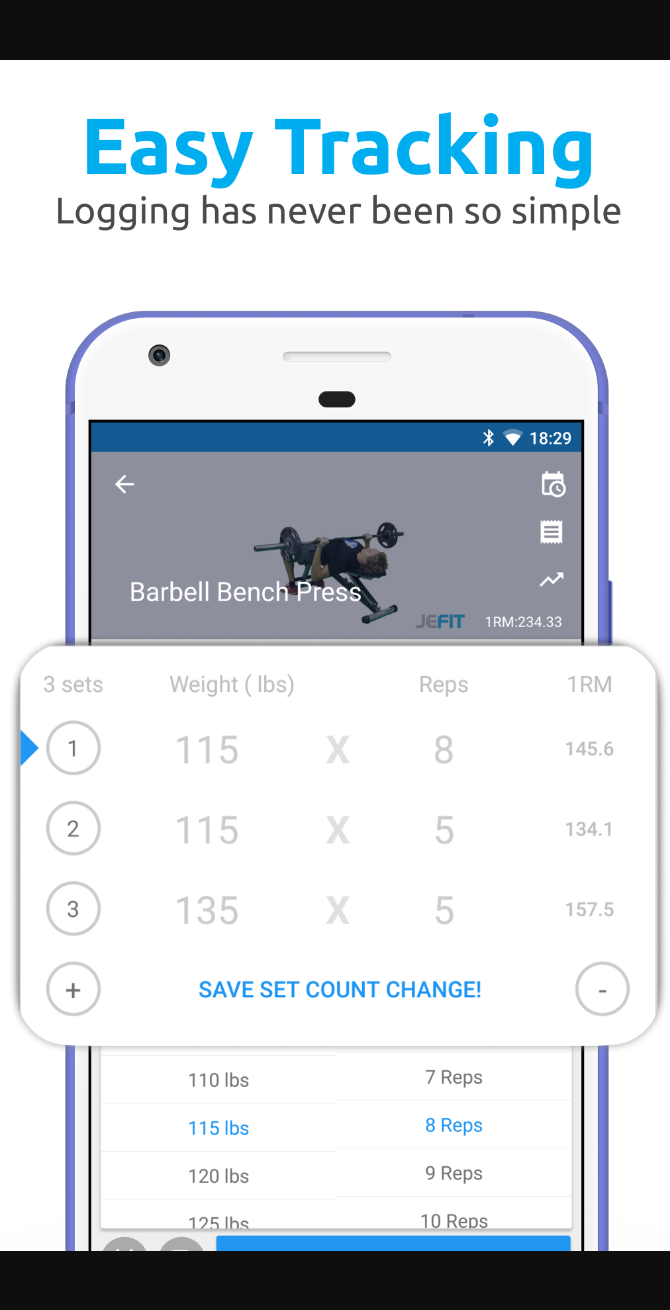 Easy Tracking
Logging has never been so simple
18:29
Barbell Bench Press
JEFIT 1RM:234.33
3 sets Weight ( lbs) Reps 1RM
1 115 X 8 145.6
2 115 X 5 134.1
3 135 X 5 157.5
+ SAVE SET COUNT CHANGE! -
110 lbs 7 Reps
115 lbs 8 Reps
120 lbs 9 Reps
125 lbs 10 Reps